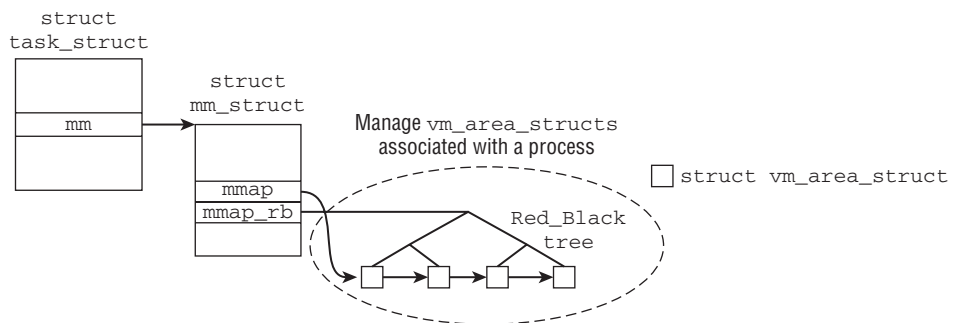 struct
task_struct
mm
struct
mm_struct
mmap
mmap_rb
Manage vm_area_structs
associated with a process
Red_Black
tree
struct vm_area_struct